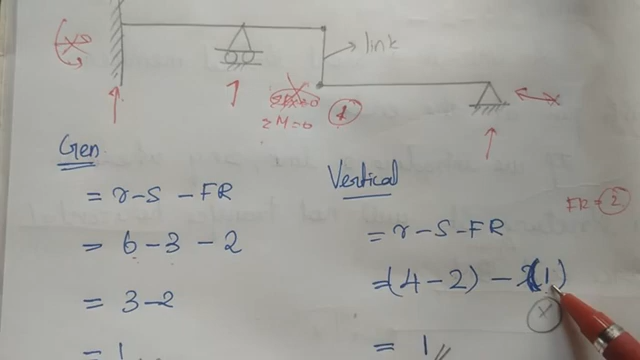 link
ΣM=0
1
Gen
= r-S-FR
= 6-3-2
= 3-2
= 1
Vertical
= r-S-FR
=(4-2) - (1)
= 1
FR = 2
x